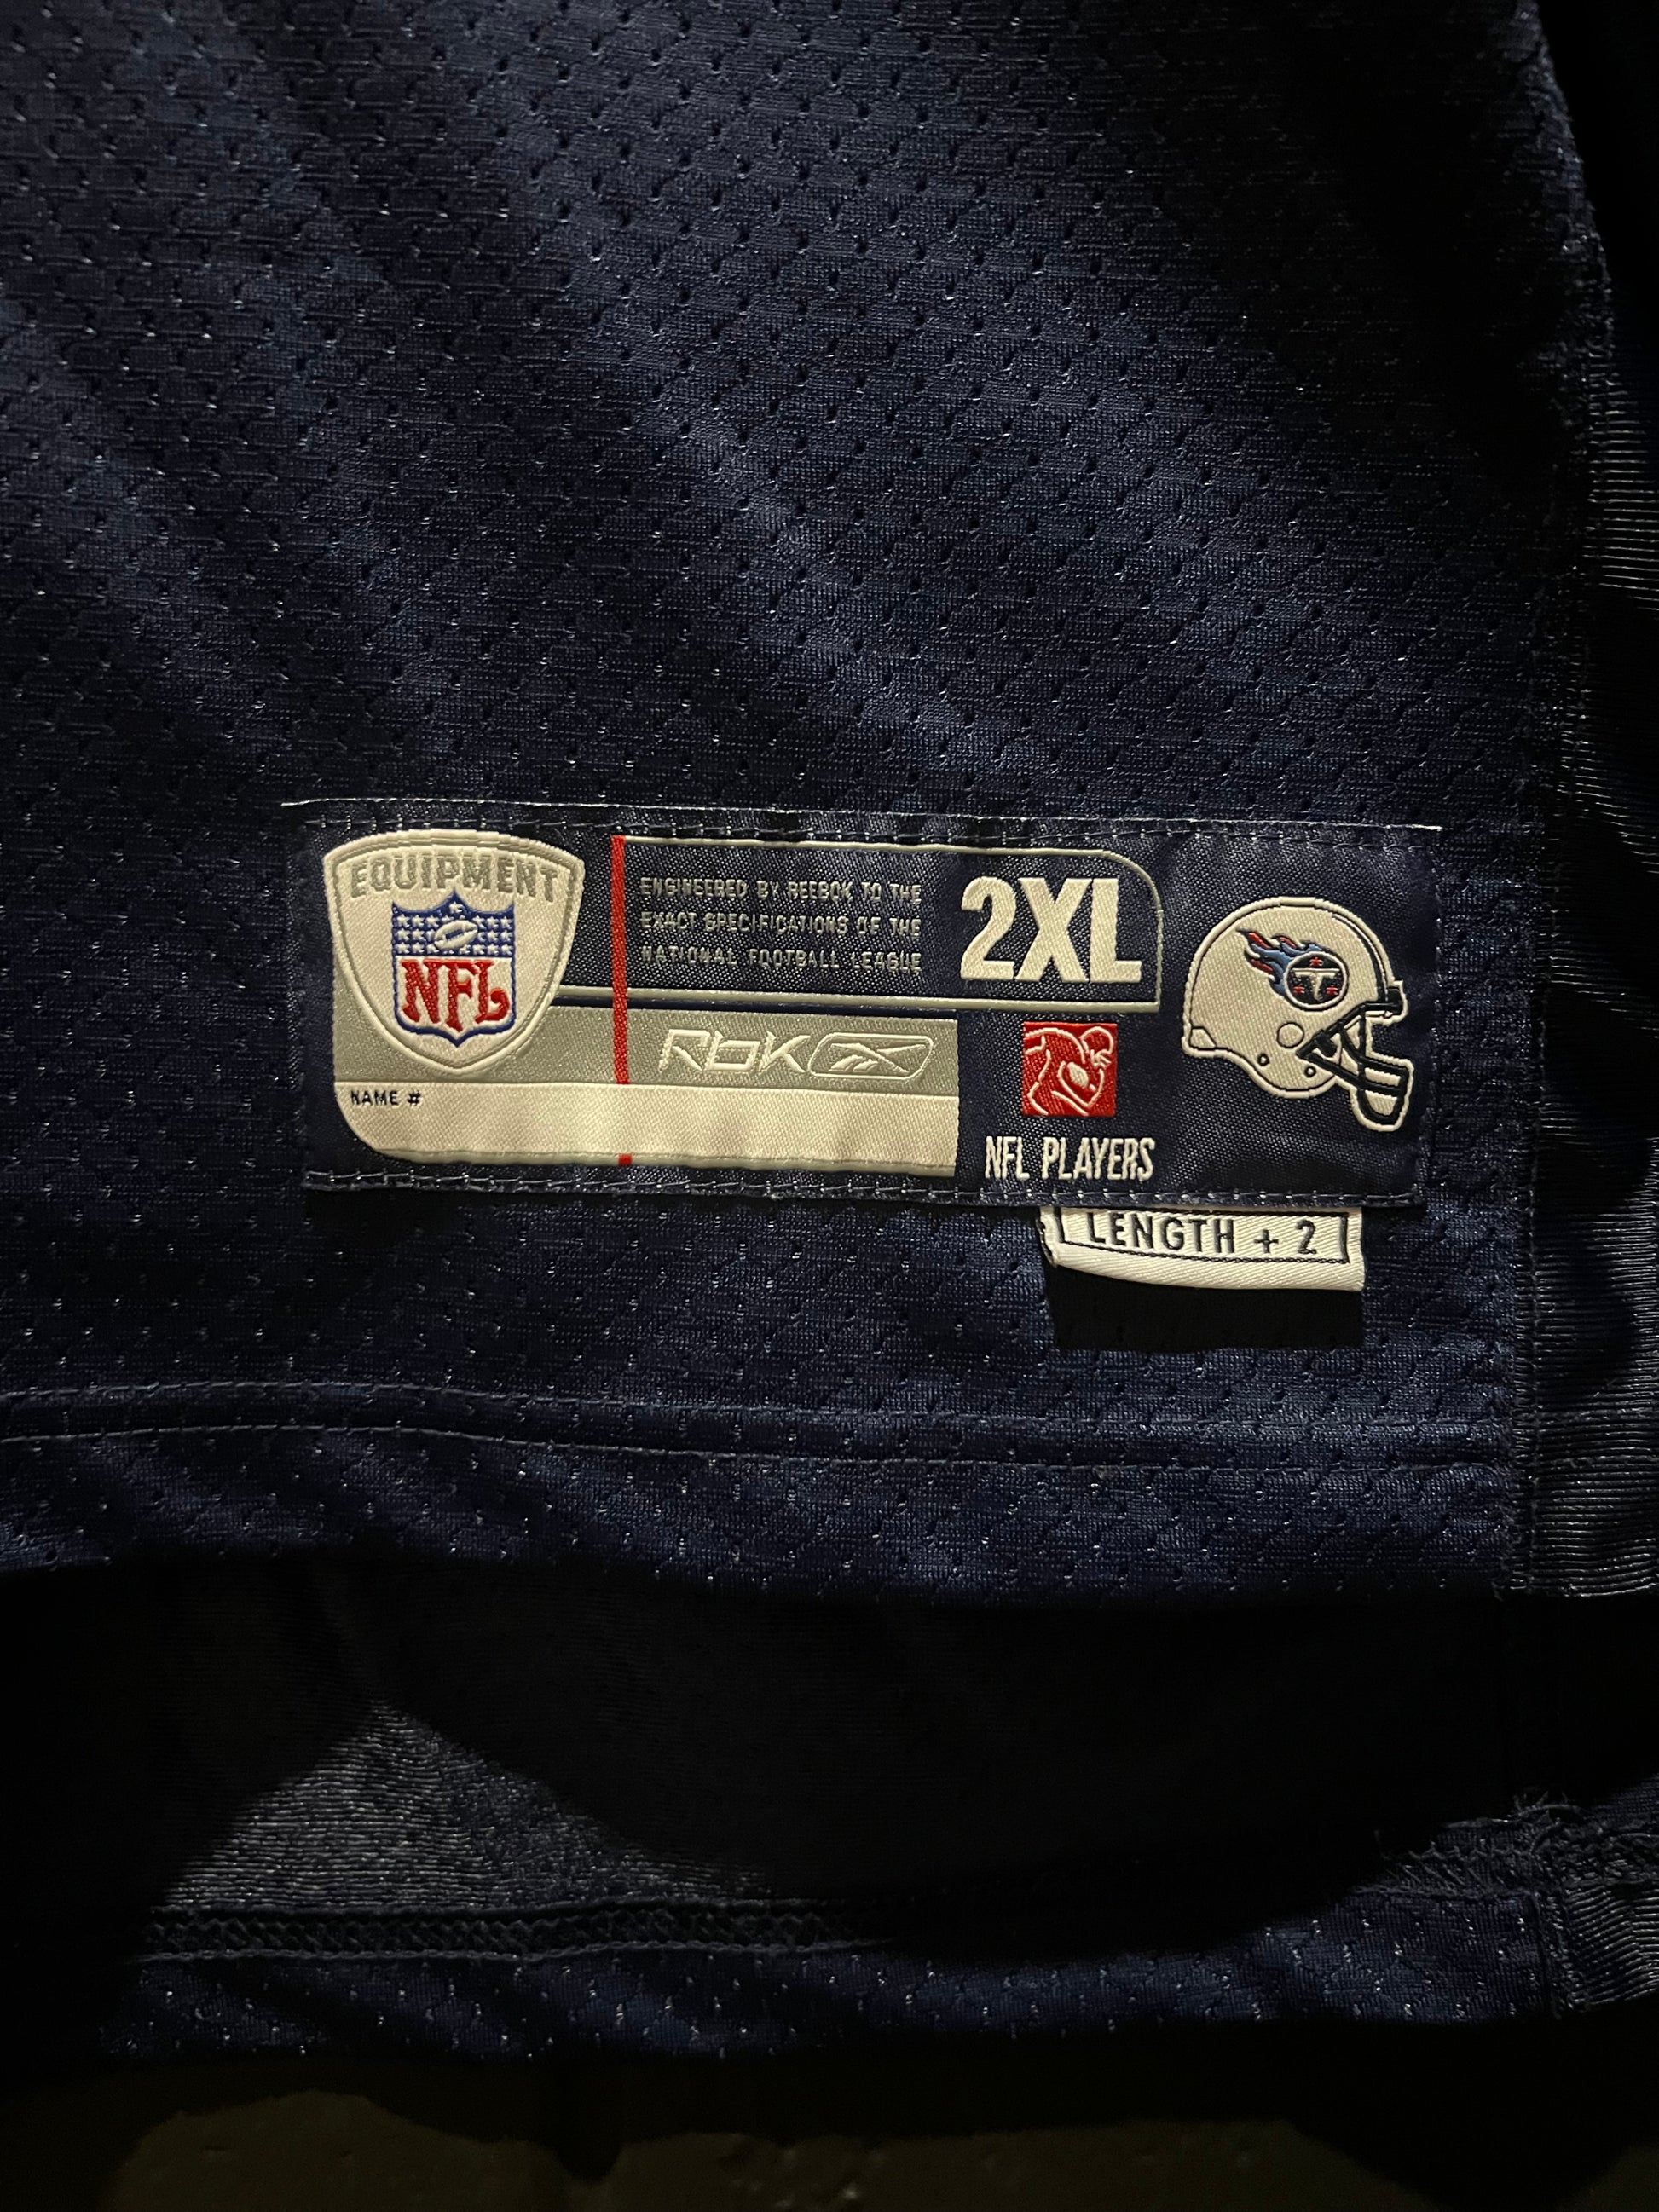 EQUIPMENT
NFL
ENGINEERED BY REEBOK TO THE
EXACT SPECIFICATIONS OF THE
NATIONAL FOOTBALL LEAGUE
2XL
Rbk
NAME #
NFL PLAYERS
T
LENGTH + 2